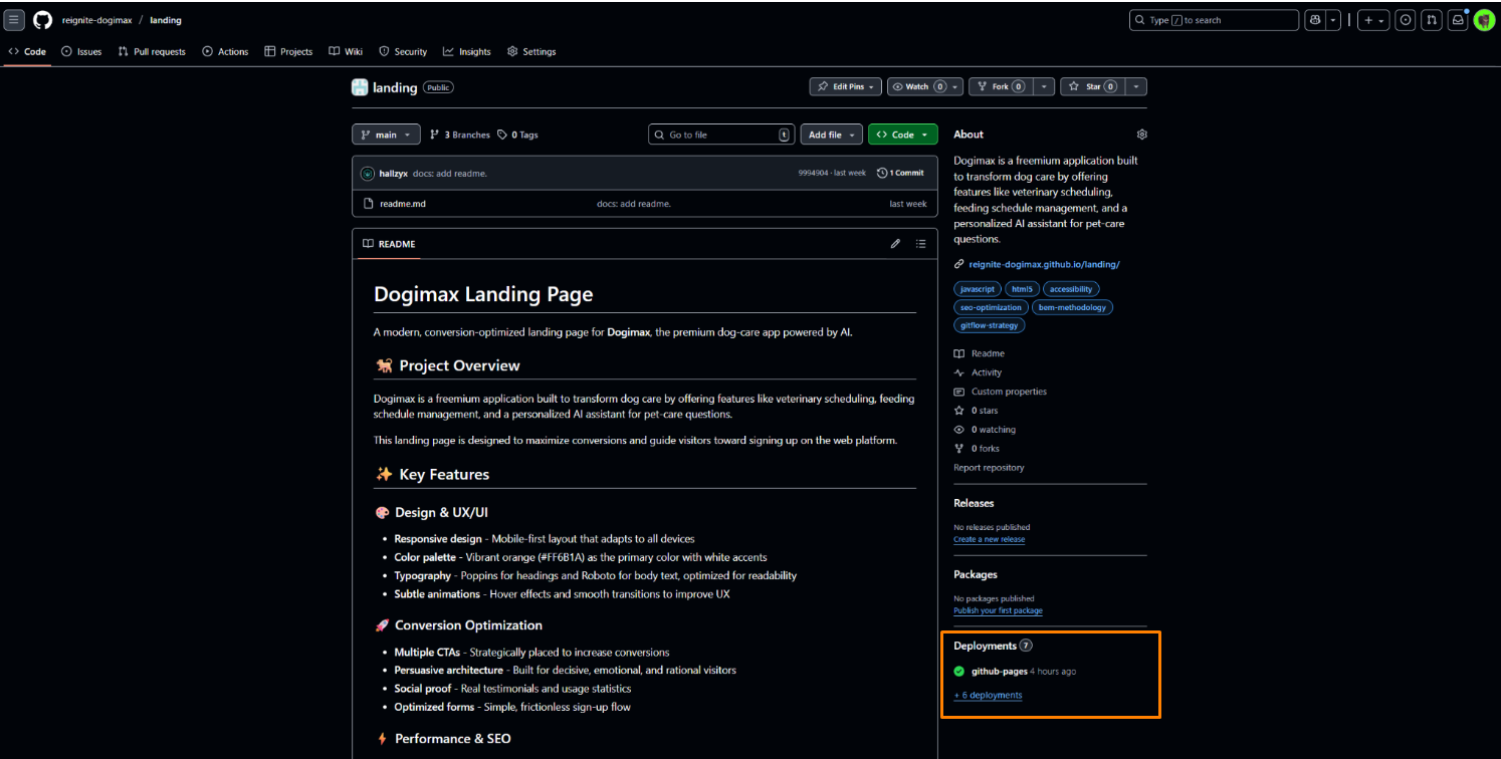 reignite-dogimax / landing
Type / to search
Code Issues Pull requests Actions Projects Wiki Security Insights Settings
landing Public
Edit Pins Watch 0 Fork 0 Star 0
main 3 Branches 0 Tags Go to file t Add file Code
hallzyx docs: add readme. 9994904 · last week 1 Commit
readme.md docs: add readme. last week
README
Dogimax Landing Page
A modern, conversion-optimized landing page for Dogimax, the premium dog-care app powered by AI.
🐕 Project Overview
Dogimax is a freemium application built to transform dog care by offering features like veterinary scheduling, feeding
schedule management, and a personalized AI assistant for pet-care questions.
This landing page is designed to maximize conversions and guide visitors toward signing up on the web platform.
✨ Key Features
🎨 Design & UX/UI
• Responsive design - Mobile-first layout that adapts to all devices
• Color palette - Vibrant orange (#FF6B1A) as the primary color with white accents
• Typography - Poppins for headings and Roboto for body text, optimized for readability
• Subtle animations - Hover effects and smooth transitions to improve UX
🚀 Conversion Optimization
• Multiple CTAs - Strategically placed to increase conversions
• Persuasive architecture - Built for decisive, emotional, and rational visitors
• Social proof - Real testimonials and usage statistics
• Optimized forms - Simple, frictionless sign-up flow
⚡ Performance & SEO
About
Dogimax is a freemium application built
to transform dog care by offering
features like veterinary scheduling,
feeding schedule management, and a
personalized AI assistant for pet-care
questions.
reignite-dogimax.github.io/landing/
javascript html5 accessibility
seo-optimization bem-methodology
gitflow-strategy
Readme
Activity
Custom properties
0 stars
0 watching
0 forks
Report repository
Releases
No releases published
Create a new release
Packages
No packages published
Publish your first package
Deployments 7
github-pages 4 hours ago
+ 6 deployments